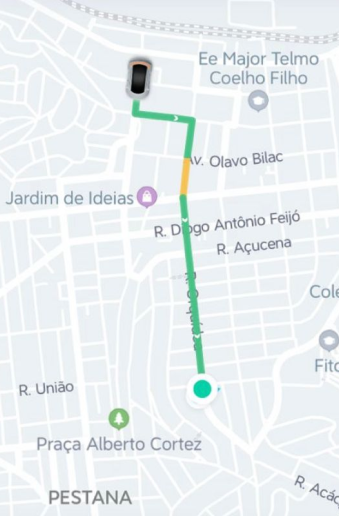 Ee Major Telmo
Coelho Filho
Av. Olavo Bilac
Jardim de Ideias
R. Diogo Antônio Feijó
R. Açucena
R. Orquídea
Cole
Fito
R. União
Praça Alberto Cortez
R. Acác
PESTANA